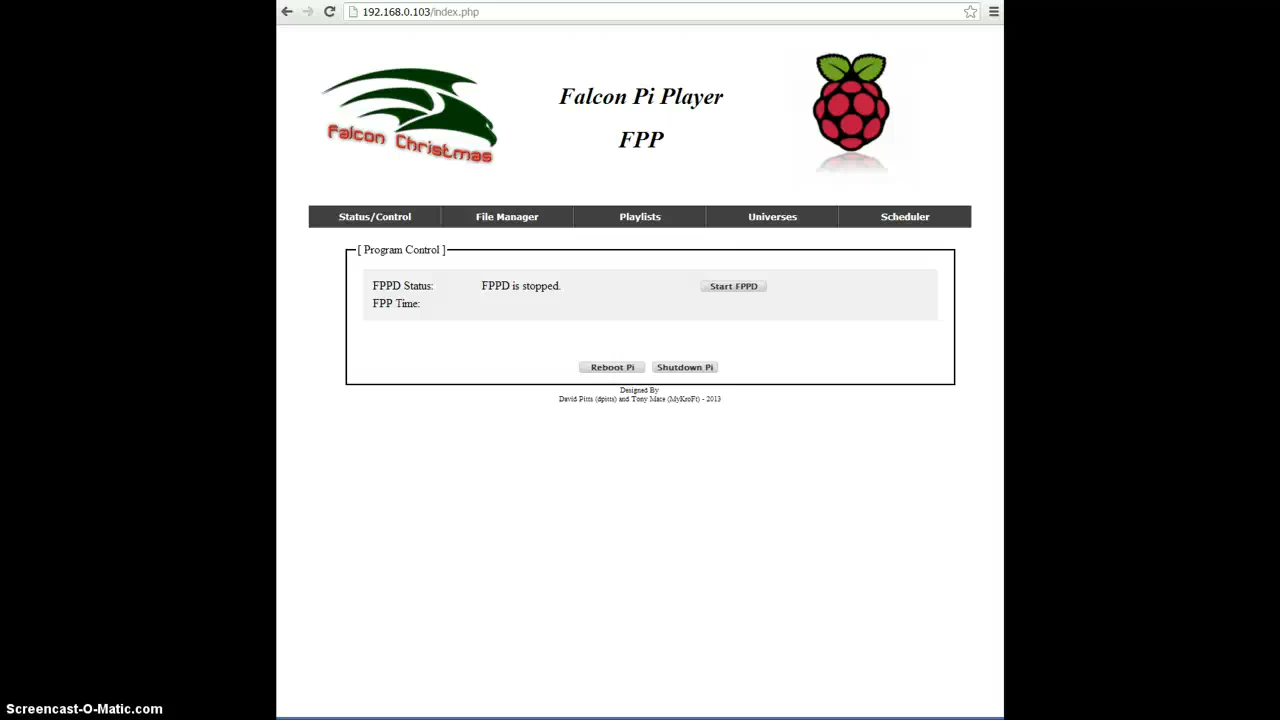 192.168.0.103/index.php
Falcon Christmas
Falcon Pi Player
FPP
Status/Control File Manager Playlists Universes Scheduler
[ Program Control ]
FPPD Status: FPPD is stopped. Start FPPD
FPP Time:
Reboot Pi Shutdown Pi
Designed By
David Pitts (dpitts) and Tony Mace (MyKroFt) - 2013
Screencast-O-Matic.com